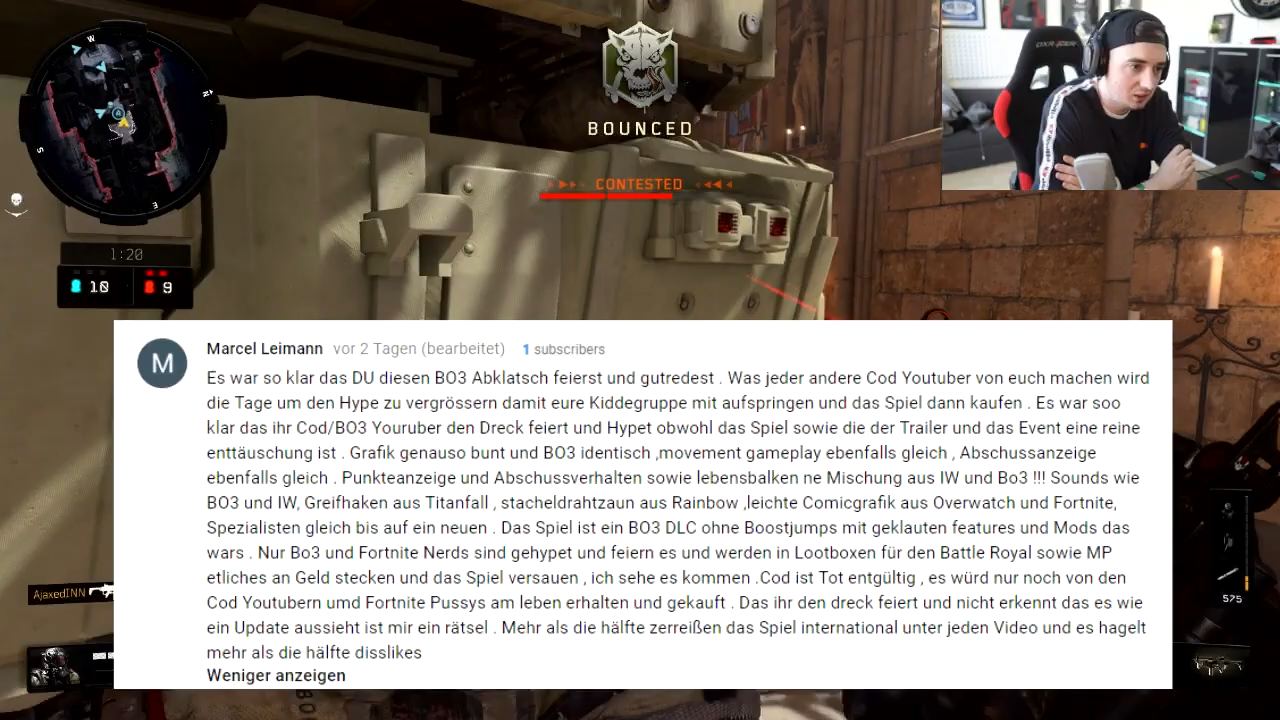 BOUNCED
CONTESTED
W
S
E
1:20
10
9
Marcel Leimann vor 2 Tagen (bearbeitet) 1 subscribers
M
Es war so klar das DU diesen BO3 Abklatsch feierst und gutredest . Was jeder andere Cod Youtuber von euch machen wird
die Tage um den Hype zu vergrössern damit eure Kiddegruppe mit aufspringen und das Spiel dann kaufen . Es war soo
klar das ihr Cod/BO3 Youruber den Dreck feiert und Hypet obwohl das Spiel sowie die der Trailer und das Event eine reine
enttäuschung ist . Grafik genauso bunt und BO3 identisch ,movement gameplay ebenfalls gleich , Abschussanzeige
ebenfalls gleich . Punkteanzeige und Abschussverhalten sowie lebensbalken ne Mischung aus IW und Bo3 !!! Sounds wie
BO3 und IW, Greifhaken aus Titanfall , stacheldrahtzaun aus Rainbow ,leichte Comicgrafik aus Overwatch und Fortnite,
Spezialisten gleich bis auf ein neuen . Das Spiel ist ein BO3 DLC ohne Boostjumps mit geklauten features und Mods das
wars . Nur Bo3 und Fortnite Nerds sind gehypet und feiern es und werden in Lootboxen für den Battle Royal sowie MP
etliches an Geld stecken und das Spiel versauen , ich sehe es kommen .Cod ist Tot entgültig , es würd nur noch von den
Cod Youtubern umd Fortnite Pussys am leben erhalten und gekauft . Das ihr den dreck feiert und nicht erkennt das es wie
ein Update aussieht ist mir ein rätsel . Mehr als die hälfte zerreißen das Spiel international unter jeden Video und es hagelt
mehr als die hälfte disslikes
Weniger anzeigen
AjaxedINN
575